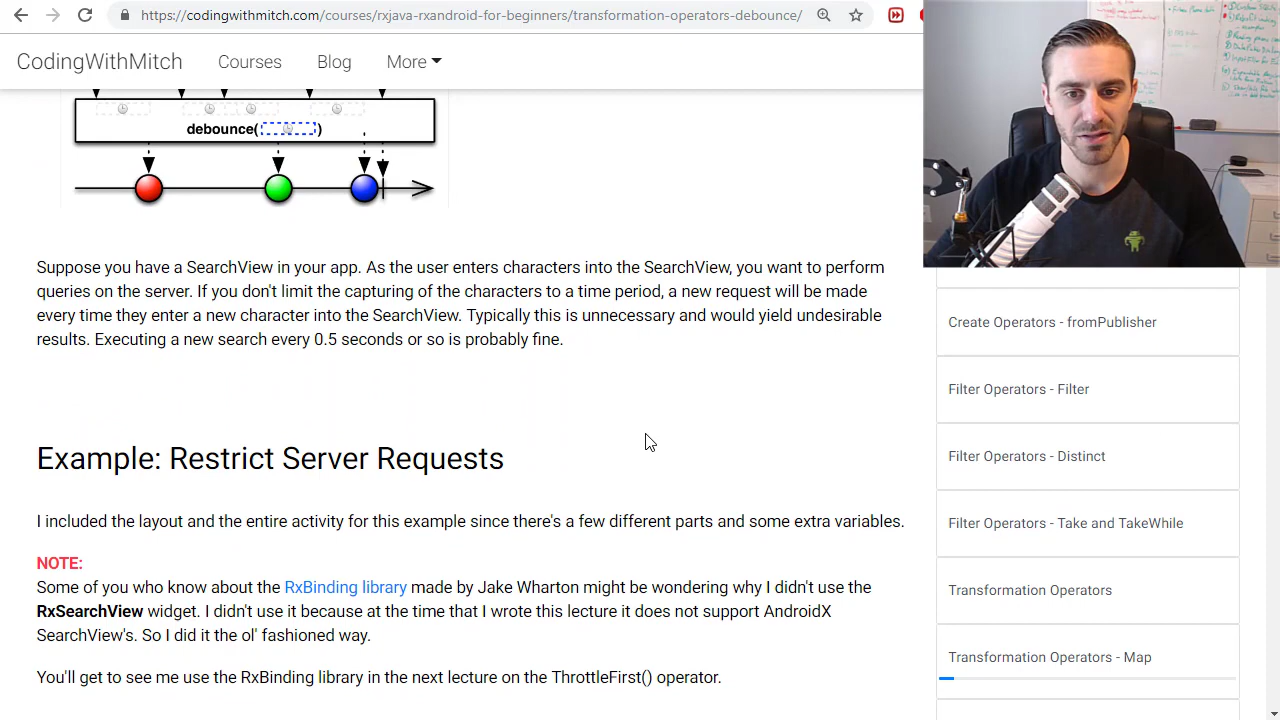 https://codingwithmitch.com/courses/rxjava-rxandroid-for-beginners/transformation-operators-debounce/
CodingWithMitch
Courses
Blog
More
debounce( )
Suppose you have a SearchView in your app. As the user enters characters into the SearchView, you want to perform
queries on the server. If you don't limit the capturing of the characters to a time period, a new request will be made
every time they enter a new character into the SearchView. Typically this is unnecessary and would yield undesirable
results. Executing a new search every 0.5 seconds or so is probably fine.
Example: Restrict Server Requests
I included the layout and the entire activity for this example since there's a few different parts and some extra variables.
NOTE:
Some of you who know about the RxBinding library made by Jake Wharton might be wondering why I didn't use the
RxSearchView widget. I didn't use it because at the time that I wrote this lecture it does not support AndroidX
SearchView's. So I did it the ol' fashioned way.
You'll get to see me use the RxBinding library in the next lecture on the ThrottleFirst() operator.
Create Operators - fromPublisher
Filter Operators - Filter
Filter Operators - Distinct
Filter Operators - Take and TakeWhile
Transformation Operators
Transformation Operators - Map